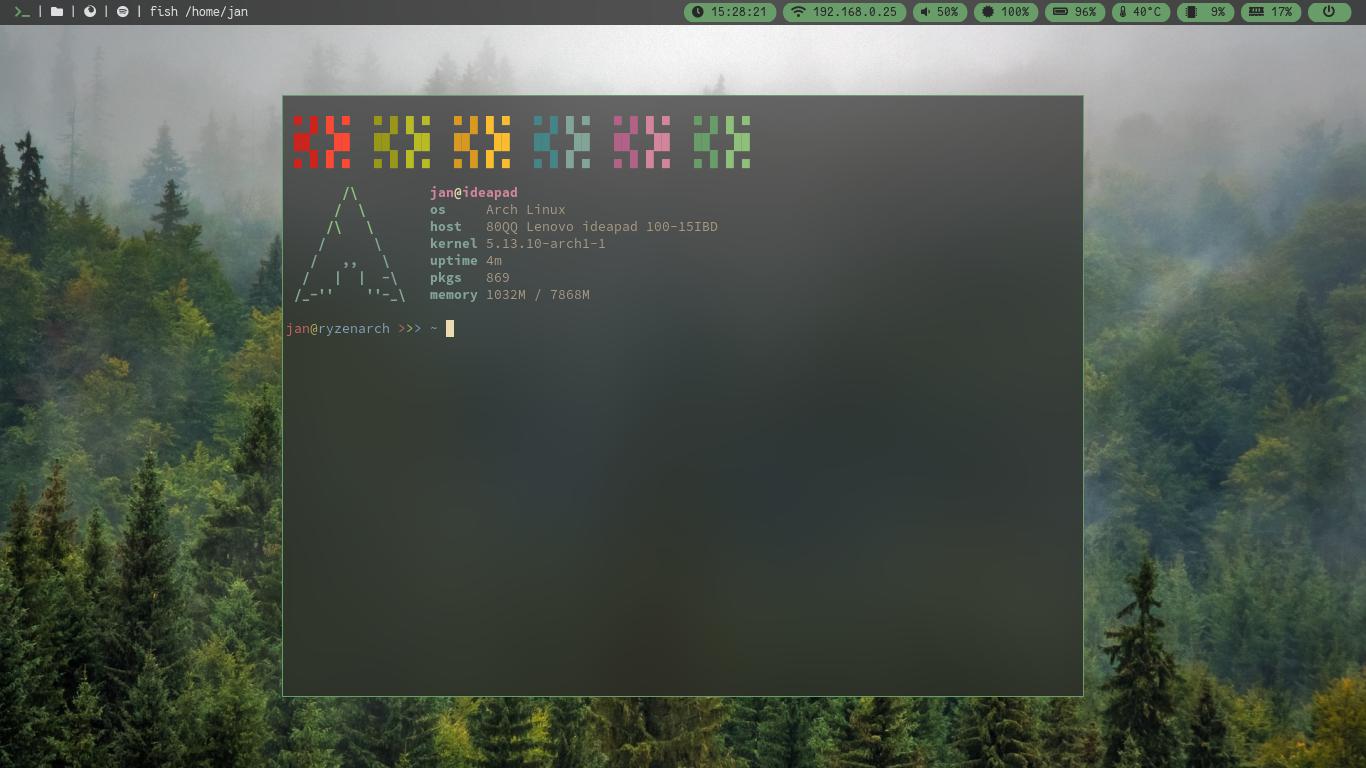 fish /home/jan
15:28:21 192.168.0.25 50% 100% 96% 40°C 9% 17%
jan@ideapad
os Arch Linux
host 80QQ Lenovo ideapad 100-15IBD
kernel 5.13.10-arch1-1
uptime 4m
pkgs 869
memory 1032M / 7868M
jan@ryzenarch >>> ~